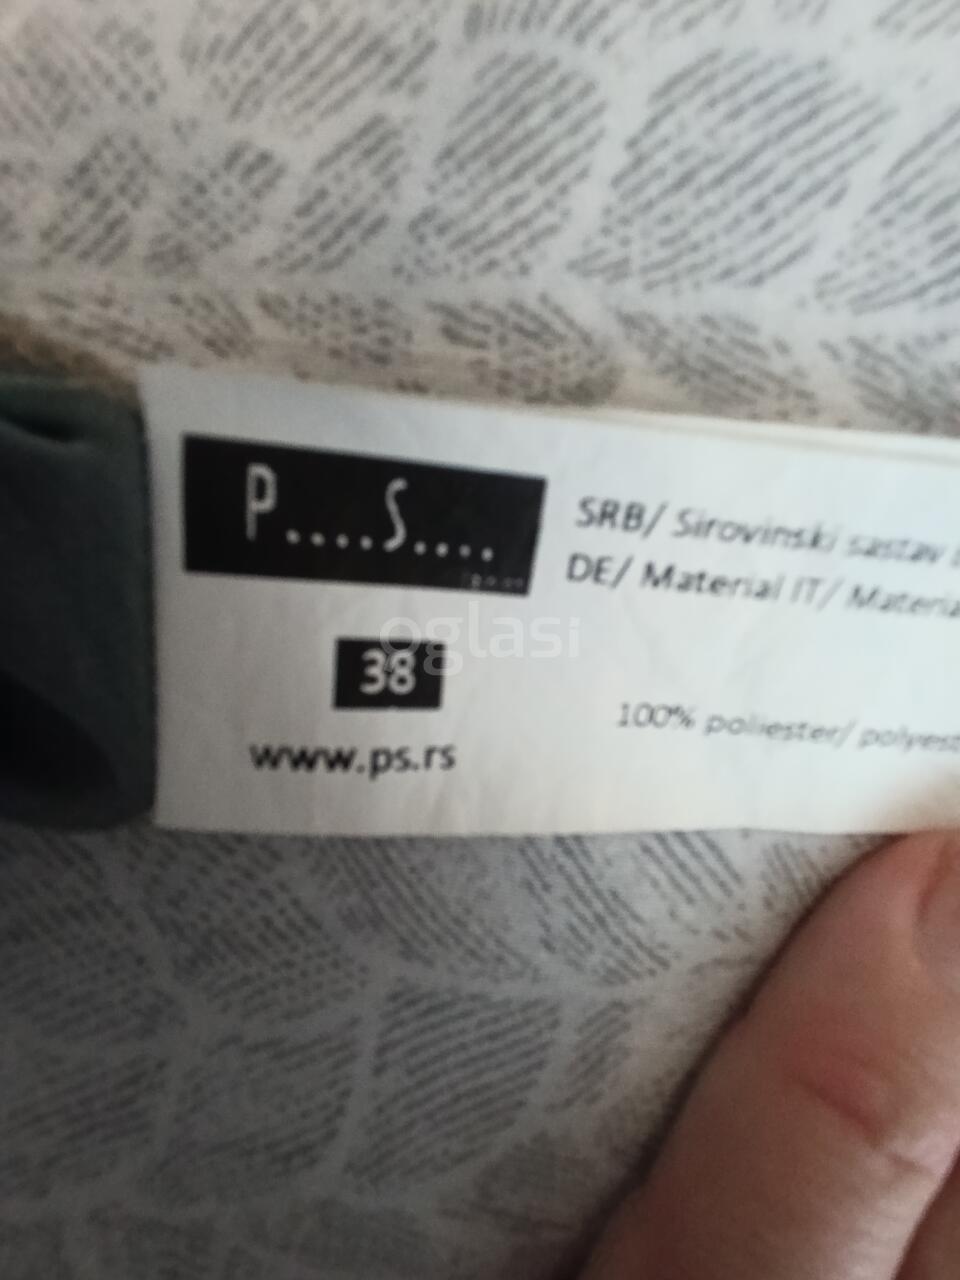 P....S....
38
www.ps.rs
SRB/ Sirovinski sastav
DE/ Material IT/
100% poliester/
oglasi